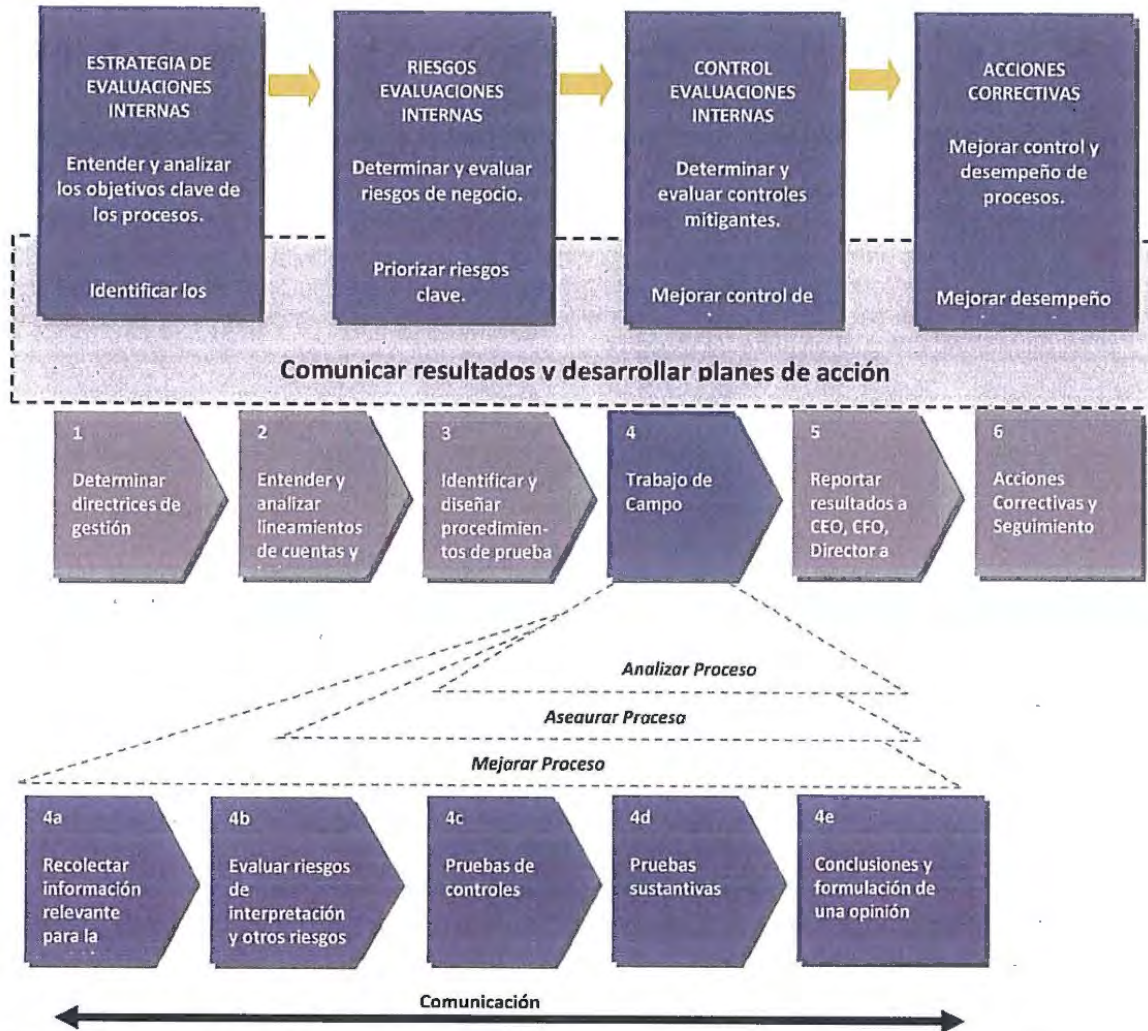 ESTRATEGIA DE
EVALUACIONES
INTERNAS
Entender y analizar
los objetivos clave de
los procesos.
Identificar los
RIESGOS
EVALUACIONES
INTERNAS
Determinar y evaluar
riesgos de negocio.
Priorizar riesgos
clave.
CONTROL
EVALUACIONES
INTERNAS
Determinar y
evaluar controles
mitigantes.
Mejorar control de
ACCIONES
CORRECTIVAS
Mejorar control y
desempeño de
procesos.
Mejorar desempeño
Comunicar resultados y desarrollar planes de acción
1
Determinar
directrices de
gestión
2
Entender y
analizar
lineamientos
de cuentas y
3
Identificar y
diseñar
procedimien-
tos de prueba
4
Trabajo de
Campo
5
Reportar
resultados a
CEO, CFO,
Director a
6
Acciones
Correctivas y
Seguimiento
Analizar Proceso
Asegurar Proceso
Mejorar Proceso
4a
Recolectar
información
relevante
para la
4b
Evaluar riesgos
de
interpretación
y otros riesgos
4c
Pruebas de
controles
4d
Pruebas
sustantivas
4e
Conclusiones y
formulación de
una opinión
Comunicación